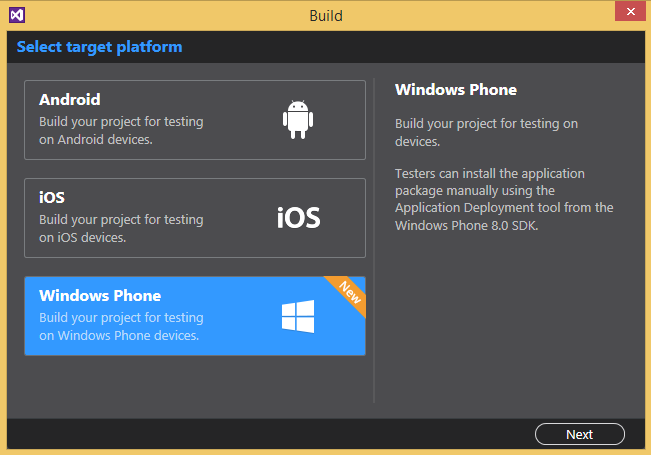 Build
Select target platform
Android
Build your project for testing
on Android devices.
iOS
Build your project for testing
on iOS devices.
iOS
Windows Phone
Build your project for testing
on Windows Phone devices.
New
Windows Phone
Build your project for testing on
devices.
Testers can install the application
package manually using the
Application Deployment tool from the
Windows Phone 8.0 SDK.
Next